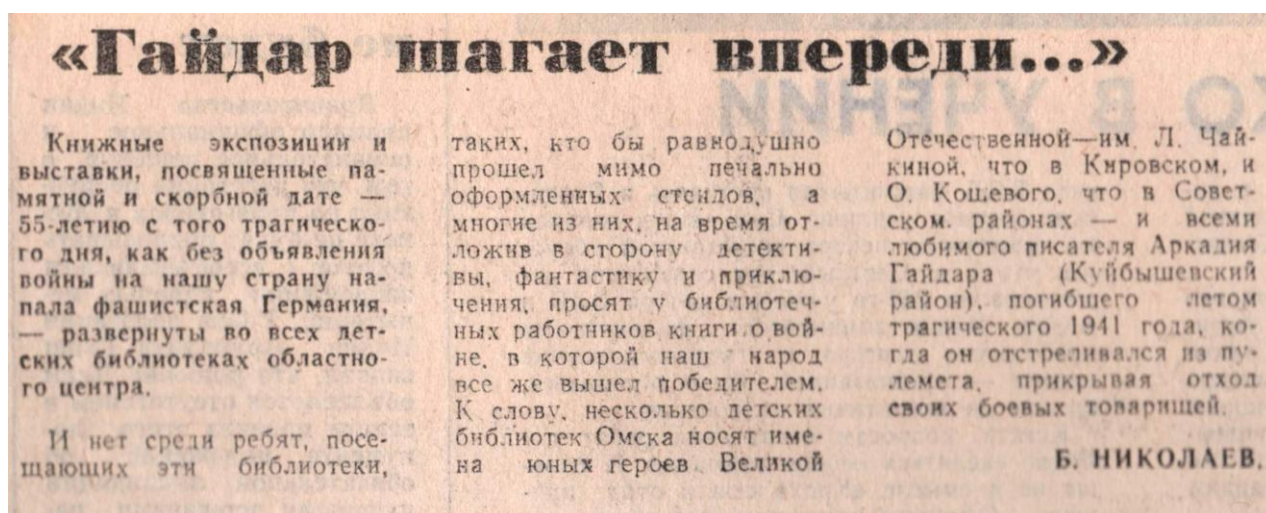 «Гайдар шагает впереди...»
Книжные экспозиции и
выставки, посвященные па-
мятной и скорбной дате —
55-летию с того трагическо-
го дня, как без объявления
войны на нашу страну на-
пала фашистская Германия,
— развернуты во всех дет-
ских библиотеках областно-
го центра.
И нет среди ребят, посе-
щающих эти библиотеки,
таких, кто бы равнодушно
прошел мимо печально
оформленных стендов, а
многие из них, на время от-
ложив в сторону детекти-
вы, фантастику и приклю-
чения, просят у библиотеч-
ных работников книги о вой-
не, в которой наш народ
все же вышел победителем.
К слову, несколько детских
библиотек Омска носят име-
на юных героев Великой
Отечественной—им. Л. Чай-
киной, что в Кировском, и
О. Кошевого, что в Совет-
ском, районах — и всеми
любимого писателя Аркадия
Гайдара (Куйбышевский
район), погибшего летом
трагического 1941 года, ко-
гда он отстреливался из пу-
лемета, прикрывая отход
своих боевых товарищей.
Б. НИКОЛАЕВ.